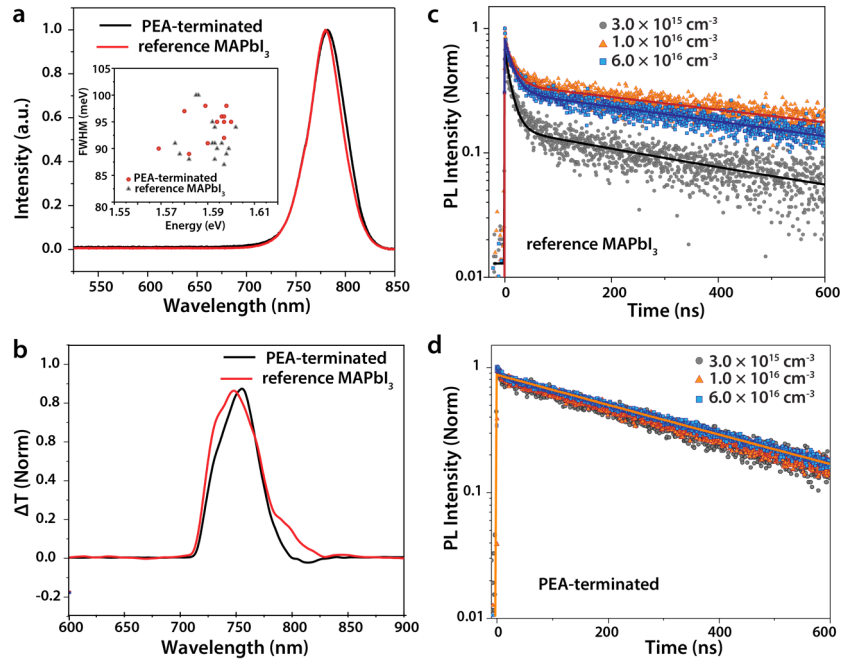 a
PEA-terminated
reference MAPbI3
Intensity (a.u.)
1.0
0.8
0.6
0.4
0.2
0.0
FWHM (meV)
105
100
95
90
85
80
PEA-terminated
reference MAPbI3
1.55 1.57 1.59 1.61
Energy (eV)
550 600 650 700 750 800 850
Wavelength (nm)
b
PEA-terminated
reference MAPbI3
ΔT (Norm)
0.8
1.0
0.8
0.4
0.2
0.0
-0.2
600 650 700 750 800 850 900
Wavelength (nm)
c
3.0 × 10^15 cm^-3
1.0 × 10^16 cm^-3
6.0 × 10^16 cm^-3
PL Intensity (Norm)
1
0.1
0.01
reference MAPbI3
0 200 400 600
Time (ns)
d
3.0 × 10^15 cm^-3
1.0 × 10^16 cm^-3
6.0 × 10^16 cm^-3
PL Intensity (Norm)
1
0.1
0.01
PEA-terminated
0 200 400 600
Time (ns)